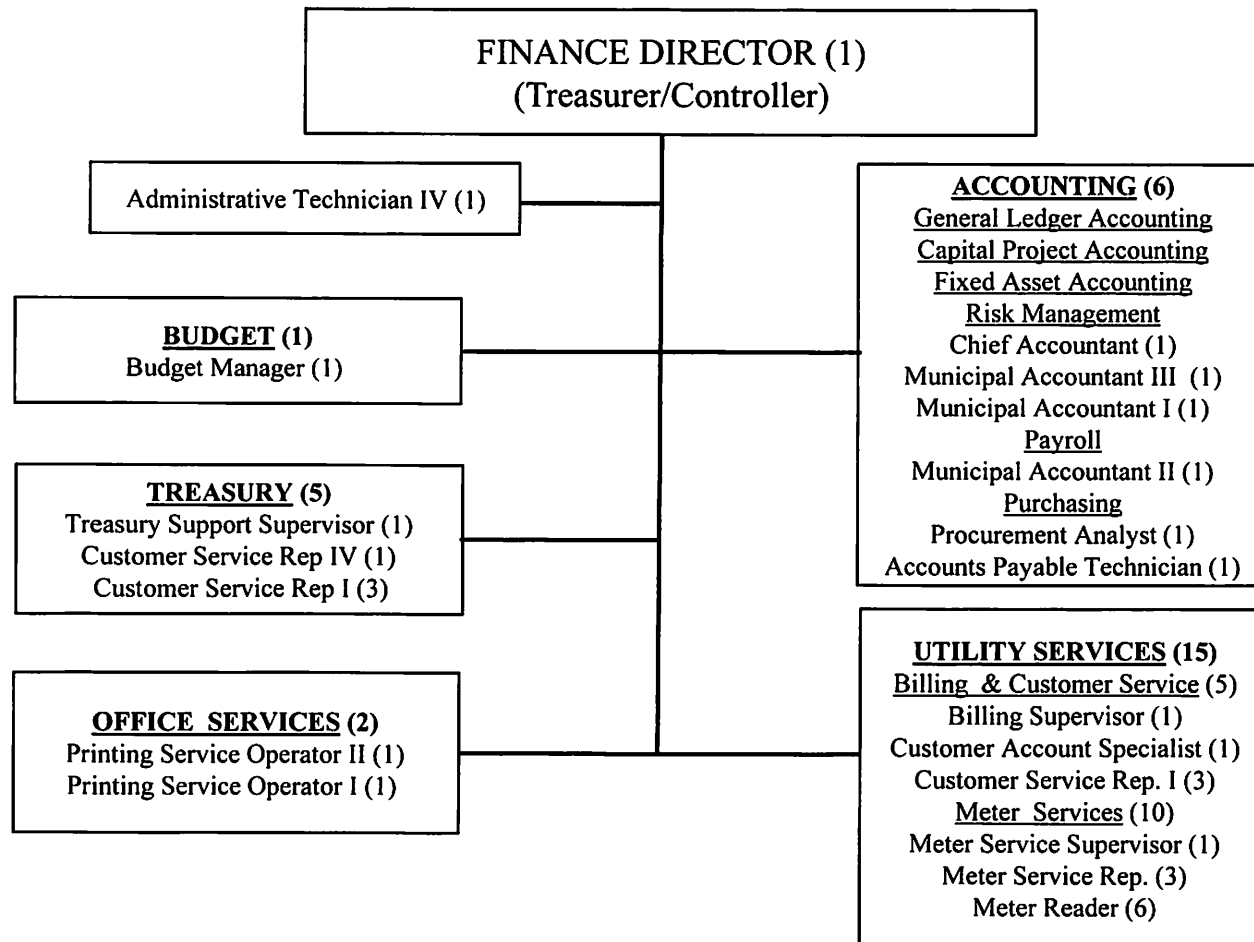 FINANCE DIRECTOR (1)
(Treasurer/Controller)
Administrative Technician IV (1)
BUDGET (1)
Budget Manager (1)
TREASURY (5)
Treasury Support Supervisor (1)
Customer Service Rep IV (1)
Customer Service Rep I (3)
OFFICE SERVICES (2)
Printing Service Operator II (1)
Printing Service Operator I (1)
ACCOUNTING (6)
General Ledger Accounting
Capital Project Accounting
Fixed Asset Accounting
Risk Management
Chief Accountant (1)
Municipal Accountant III (1)
Municipal Accountant I (1)
Payroll
Municipal Accountant II (1)
Purchasing
Procurement Analyst (1)
Accounts Payable Technician (1)
UTILITY SERVICES (15)
Billing & Customer Service (5)
Billing Supervisor (1)
Customer Account Specialist (1)
Customer Service Rep. I (3)
Meter Services (10)
Meter Service Supervisor (1)
Meter Service Rep. (3)
Meter Reader (6)